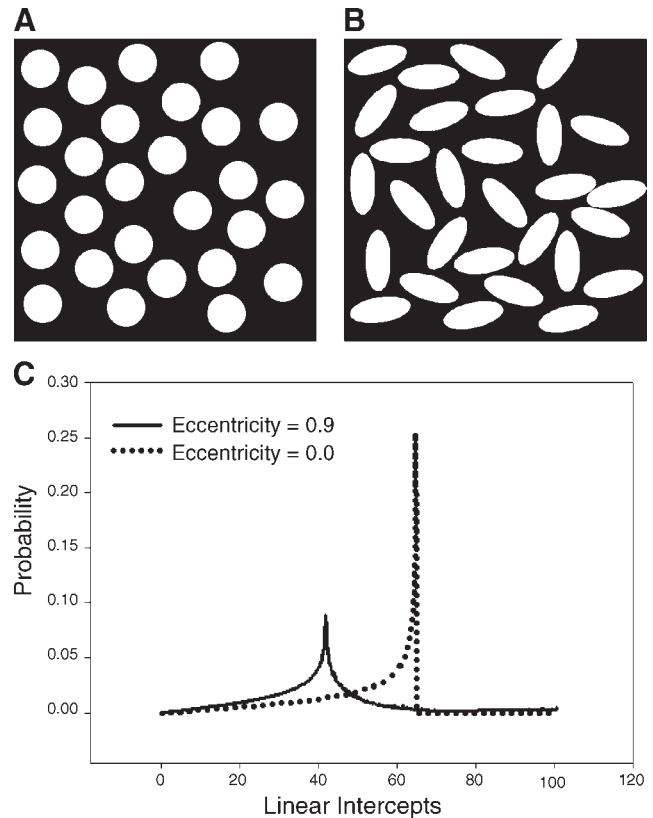 A
B
C
0.30
0.25
0.20
0.15
0.10
0.05
0.00
Probability
Eccentricity = 0.9
Eccentricity = 0.0
0 20 40 60 80 100 120
Linear Intercepts